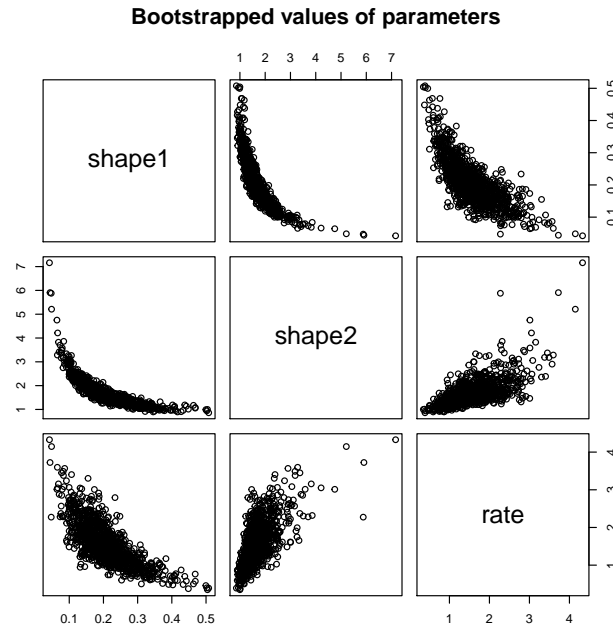 Bootstrapped values of parameters
1 2 3 4 5 6 7
shape1
0.1 0.2 0.3 0.4 0.5
1 2 3 4 5 6 7
shape2
rate
1 2 3 4
0.1 0.2 0.3 0.4 0.5
1 2 3 4